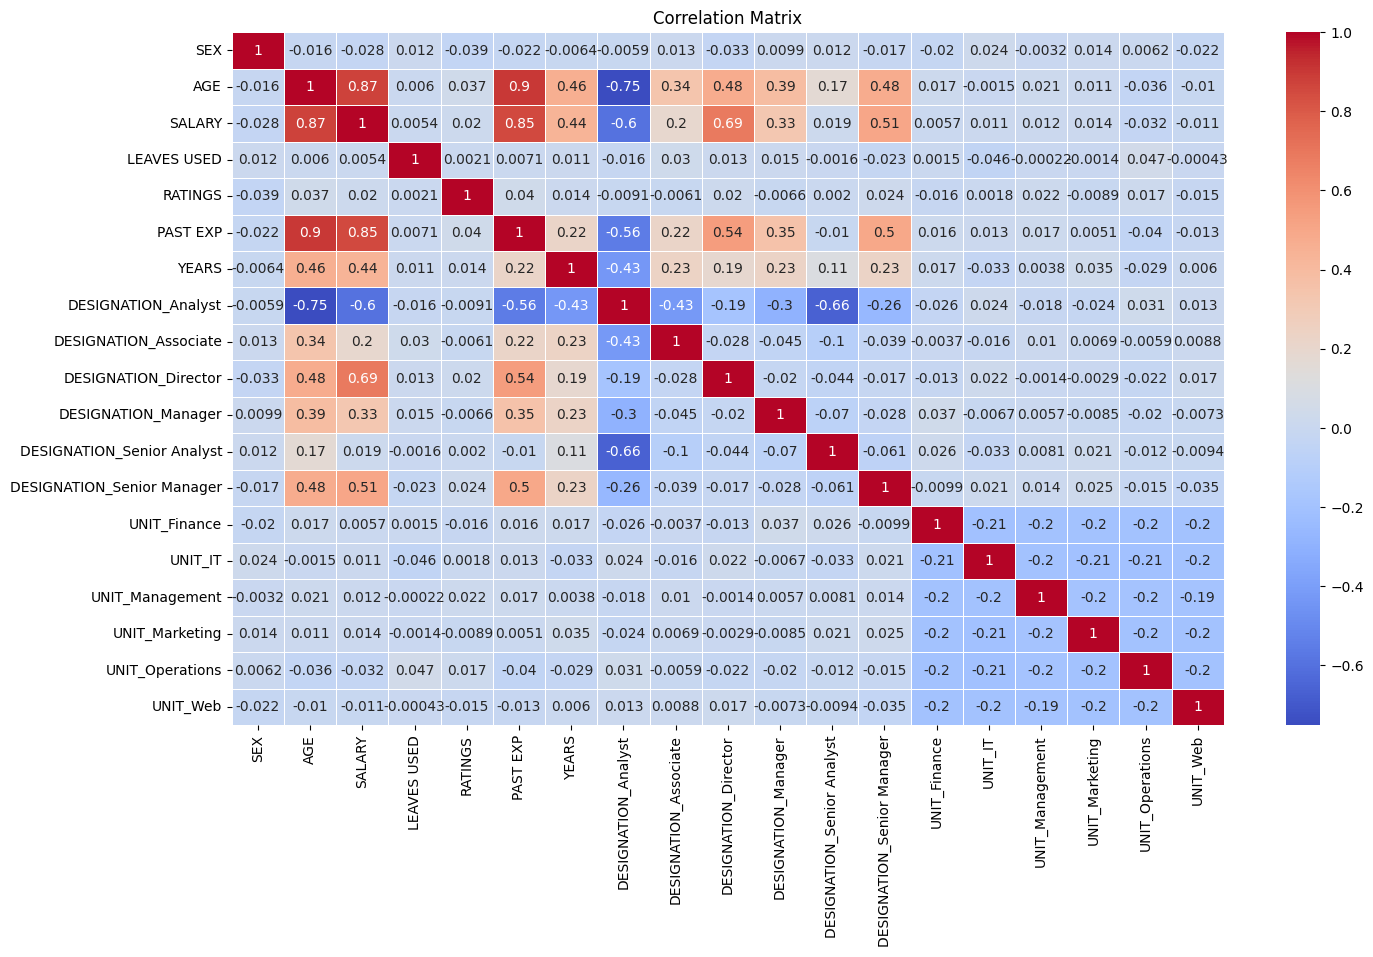 Correlation Matrix
SEX 1 -0.016 -0.028 0.012 -0.039 -0.022 -0.0064 -0.0059 0.013 -0.033 0.0099 0.012 -0.017 -0.02 0.024 -0.0032 0.014 0.0062 -0.022
AGE -0.016 1 0.87 0.006 0.037 0.9 0.46 -0.75 0.34 0.48 0.39 0.17 0.48 0.017 -0.0015 0.021 0.011 -0.036 -0.01
SALARY -0.028 0.87 1 0.0054 0.02 0.85 0.44 -0.6 0.2 0.69 0.33 0.019 0.51 0.0057 0.011 0.012 0.014 -0.032 -0.011
LEAVES USED 0.012 0.006 0.0054 1 0.0021 0.0071 0.011 -0.016 0.03 0.013 0.015 -0.0016 -0.023 0.0015 -0.046 -0.00022 -0.0014 0.047 -0.00043
RATINGS -0.039 0.037 0.02 0.0021 1 0.04 0.014 -0.0091 -0.0061 0.02 -0.0066 0.002 0.024 -0.016 0.0018 0.022 -0.0089 0.017 -0.015
PAST EXP -0.022 0.9 0.85 0.0071 0.04 1 0.22 -0.56 0.22 0.54 0.35 -0.01 0.5 0.016 0.013 0.017 0.0051 -0.04 -0.013
YEARS -0.0064 0.46 0.44 0.011 0.014 0.22 1 -0.43 0.23 0.19 0.23 0.11 0.23 0.017 -0.033 0.0038 0.035 -0.029 0.006
DESIGNATION_Analyst -0.0059 -0.75 -0.6 -0.016 -0.0091 -0.56 -0.43 1 -0.43 -0.19 -0.3 -0.66 -0.26 -0.026 0.024 -0.018 -0.024 0.031 0.013
DESIGNATION_Associate 0.013 0.34 0.2 0.03 -0.0061 0.22 0.23 -0.43 1 -0.028 -0.045 -0.1 -0.039 -0.0037 -0.016 0.01 0.0069 -0.0059 0.0088
DESIGNATION_Director -0.033 0.48 0.69 0.013 0.02 0.54 0.19 -0.19 -0.028 1 -0.02 -0.044 -0.017 -0.013 0.022 -0.0014 -0.0029 -0.022 0.017
DESIGNATION_Manager 0.0099 0.39 0.33 0.015 -0.0066 0.35 0.23 -0.3 -0.045 -0.02 1 -0.07 -0.028 0.037 -0.0067 0.0057 -0.0085 -0.02 -0.0073
DESIGNATION_Senior Analyst 0.012 0.17 0.019 -0.0016 0.002 -0.01 0.11 -0.66 -0.1 -0.044 -0.07 1 -0.061 0.026 -0.033 0.0081 0.021 -0.012 -0.0094
DESIGNATION_Senior Manager -0.017 0.48 0.51 -0.023 0.024 0.5 0.23 -0.26 -0.039 -0.017 -0.028 -0.061 1 -0.0099 0.021 0.014 0.025 -0.015 -0.035
UNIT_Finance -0.02 0.017 0.0057 0.0015 -0.016 0.016 0.017 -0.026 -0.0037 -0.013 0.037 0.026 -0.0099 1 -0.21 -0.2 -0.2 -0.2 -0.2
UNIT_IT 0.024 -0.0015 0.011 -0.046 0.0018 0.013 -0.033 0.024 -0.016 0.022 -0.0067 -0.033 0.021 -0.21 1 -0.2 -0.21 -0.21 -0.2
UNIT_Management -0.0032 0.021 0.012 -0.00022 0.022 0.017 0.0038 -0.018 0.01 -0.0014 0.0057 0.0081 0.014 -0.2 -0.2 1 -0.2 -0.2 -0.19
UNIT_Marketing 0.014 0.011 0.014 -0.0014 -0.0089 0.0051 0.035 -0.024 0.0069 -0.0029 -0.0085 0.021 0.025 -0.2 -0.21 -0.2 1 -0.2 -0.2
UNIT_Operations 0.0062 -0.036 -0.032 0.047 0.017 -0.04 -0.029 0.031 -0.0059 -0.022 -0.02 -0.012 -0.015 -0.2 -0.21 -0.2 -0.2 1 -0.2
UNIT_Web -0.022 -0.01 -0.011 -0.00043 -0.015 -0.013 0.006 0.013 0.0088 0.017 -0.0073 -0.0094 -0.035 -0.2 -0.2 -0.19 -0.2 -0.2 1
SEX
AGE
SALARY
LEAVES USED
RATINGS
PAST EXP
YEARS
DESIGNATION_Analyst
DESIGNATION_Associate
DESIGNATION_Director
DESIGNATION_Manager
DESIGNATION_Senior Analyst
DESIGNATION_Senior Manager
UNIT_Finance
UNIT_IT
UNIT_Management
UNIT_Marketing
UNIT_Operations
UNIT_Web
1.0
0.8
0.6
0.4
0.2
0.0
−0.2
−0.4
−0.6